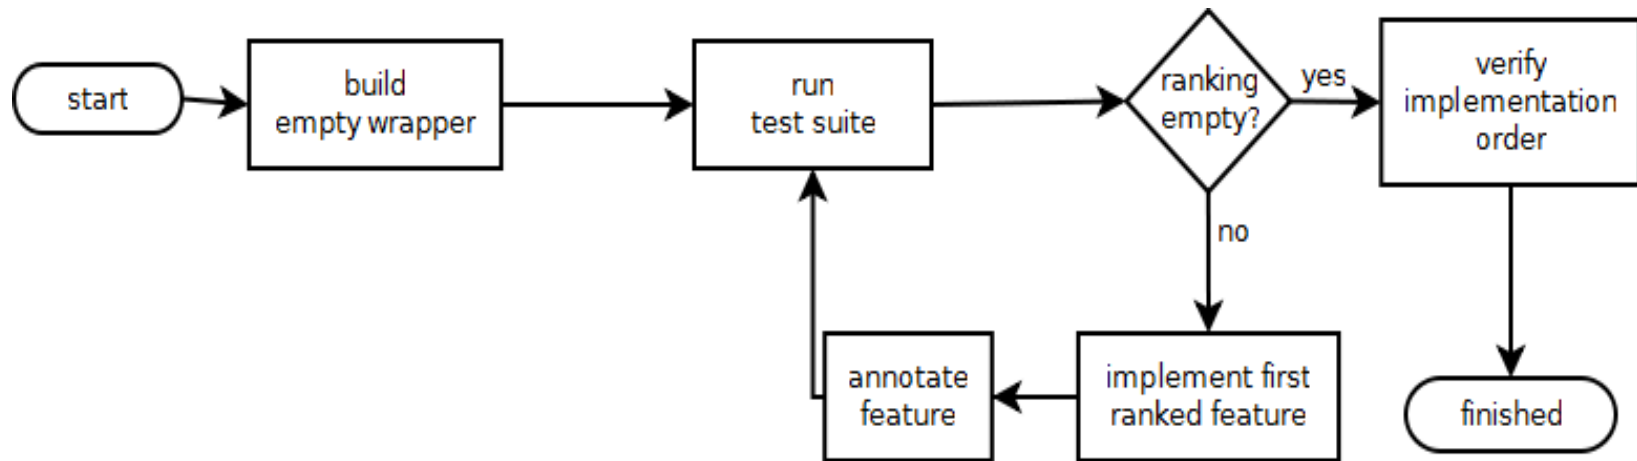 start
build
empty wrapper
run
test suite
ranking
empty?
yes
verify
implementation
order
no
annotate
feature
implement first
ranked feature
finished